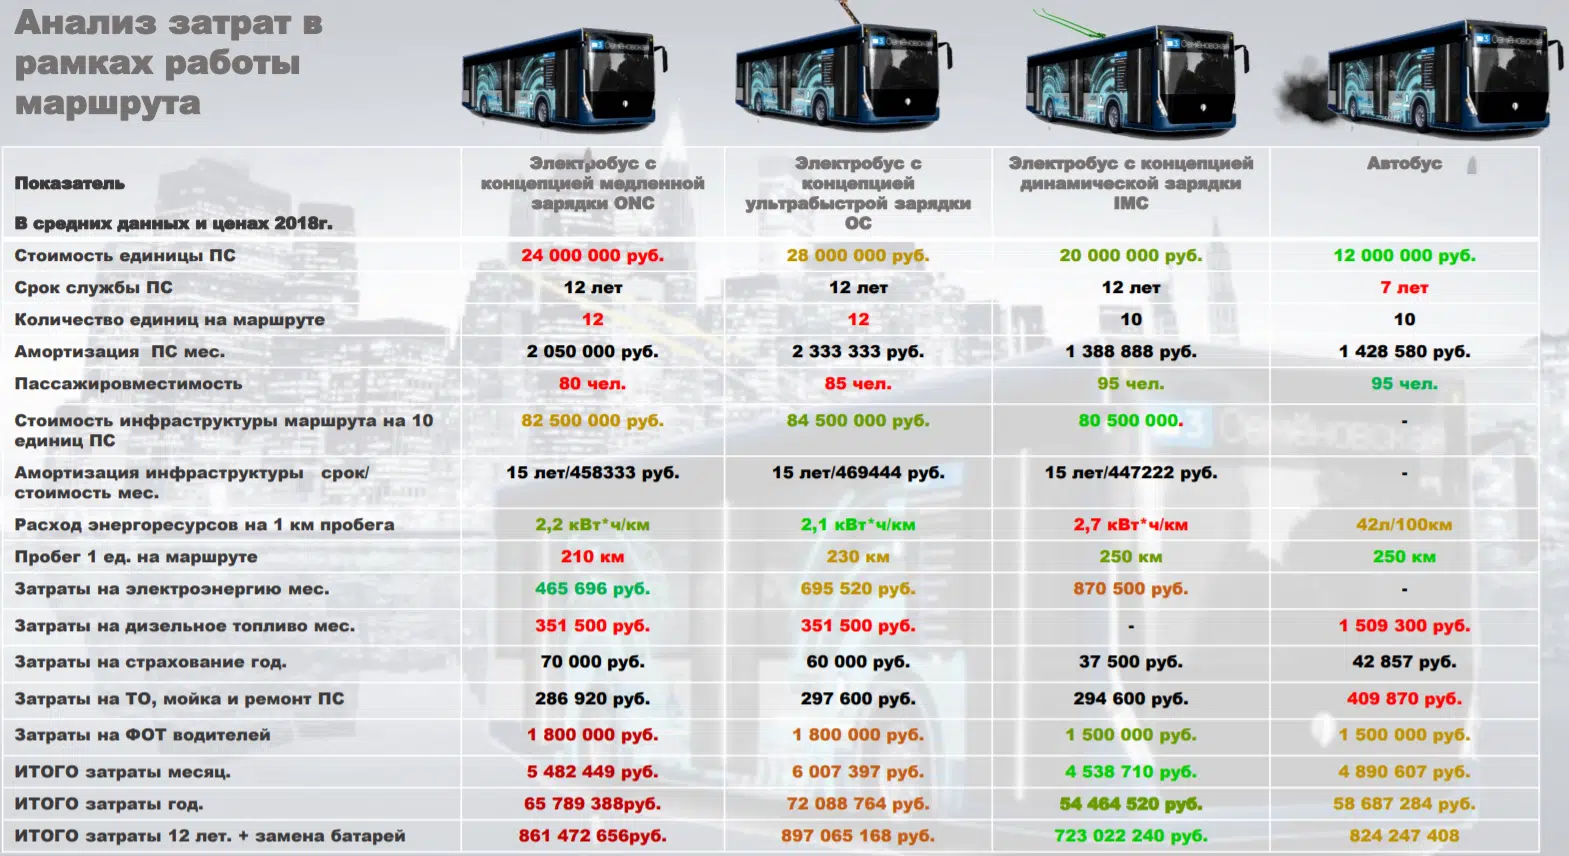 Анализ затрат в
рамках работы
маршрута
Показатель
В средних данных и ценах 2018г.
Электробус с
концепцией медленной
зарядки ONC
Электробус с
концепцией
ультрабыстрой зарядки
ОС
Электробус с концепцией
динамической зарядки
IMC
Автобус
Стоимость единицы ПС 24 000 000 руб. 28 000 000 руб. 20 000 000 руб. 12 000 000 руб.
Срок службы ПС 12 лет 12 лет 12 лет 7 лет
Количество единиц на маршруте 12 12 10 10
Амортизация ПС мес. 2 050 000 руб. 2 333 333 руб. 1 388 888 руб. 1 428 580 руб.
Пассажировместимость 80 чел. 85 чел. 95 чел. 95 чел.
Стоимость инфраструктуры маршрута на 10
единиц ПС
82 500 000 руб. 84 500 000 руб. 80 500 000. -
Амортизация инфраструктуры срок/
стоимость мес.
15 лет/458333 руб. 15 лет/469444 руб. 15 лет/447222 руб. -
Расход энергоресурсов на 1 км пробега 2,2 кВт*ч/км 2,1 кВт*ч/км 2,7 кВт*ч/км 42л/100км
Пробег 1 ед. на маршруте 210 км 230 км 250 км 250 км
Затраты на электроэнергию мес. 465 696 руб. 695 520 руб. 870 500 руб. -
Затраты на дизельное топливо мес. 351 500 руб. 351 500 руб. - 1 509 300 руб.
Затраты на страхование год. 70 000 руб. 60 000 руб. 37 500 руб. 42 857 руб.
Затраты на ТО, мойка и ремонт ПС 286 920 руб. 297 600 руб. 294 600 руб. 409 870 руб.
Затраты на ФОТ водителей 1 800 000 руб. 1 800 000 руб. 1 500 000 руб. 1 500 000 руб.
ИТОГО затраты месяц. 5 482 449 руб. 6 007 397 руб. 4 538 710 руб. 4 890 607 руб.
ИТОГО затраты год. 65 789 388руб. 72 088 764 руб. 54 464 520 руб. 58 687 284 руб.
ИТОГО затраты 12 лет. + замена батарей 861 472 656руб. 897 065 168 руб. 723 022 240 руб. 824 247 408